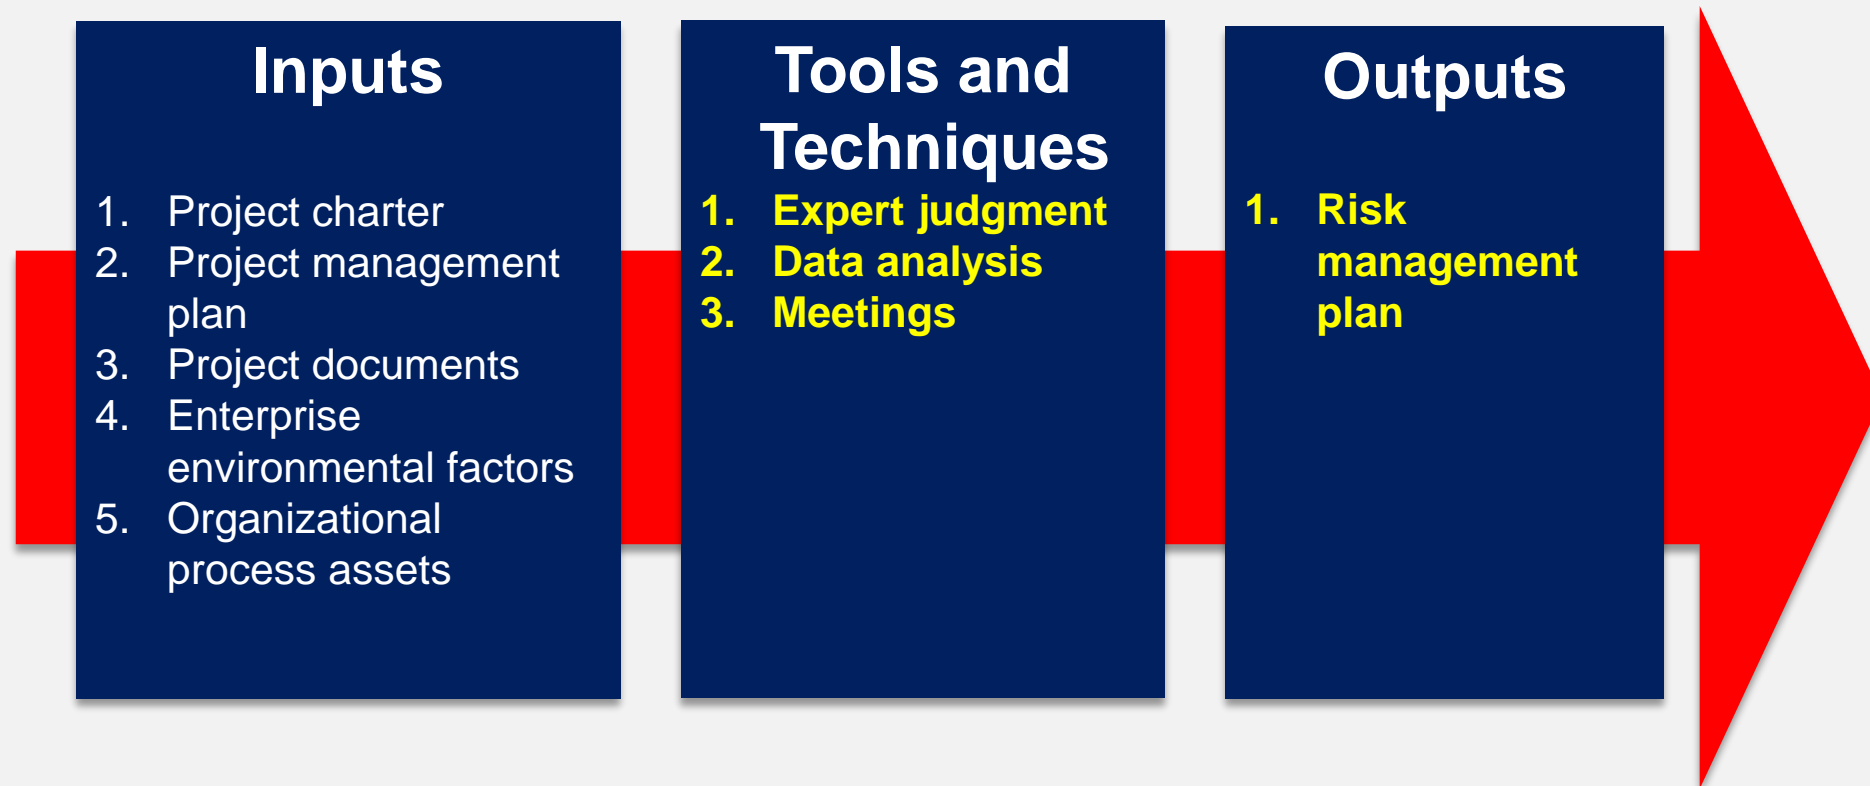 Inputs
1. Project charter
2. Project management
plan
3. Project documents
4. Enterprise
environmental factors
5. Organizational
process assets
Tools and
Techniques
1. Expert judgment
2. Data analysis
3. Meetings
Outputs
1. Risk
management
plan